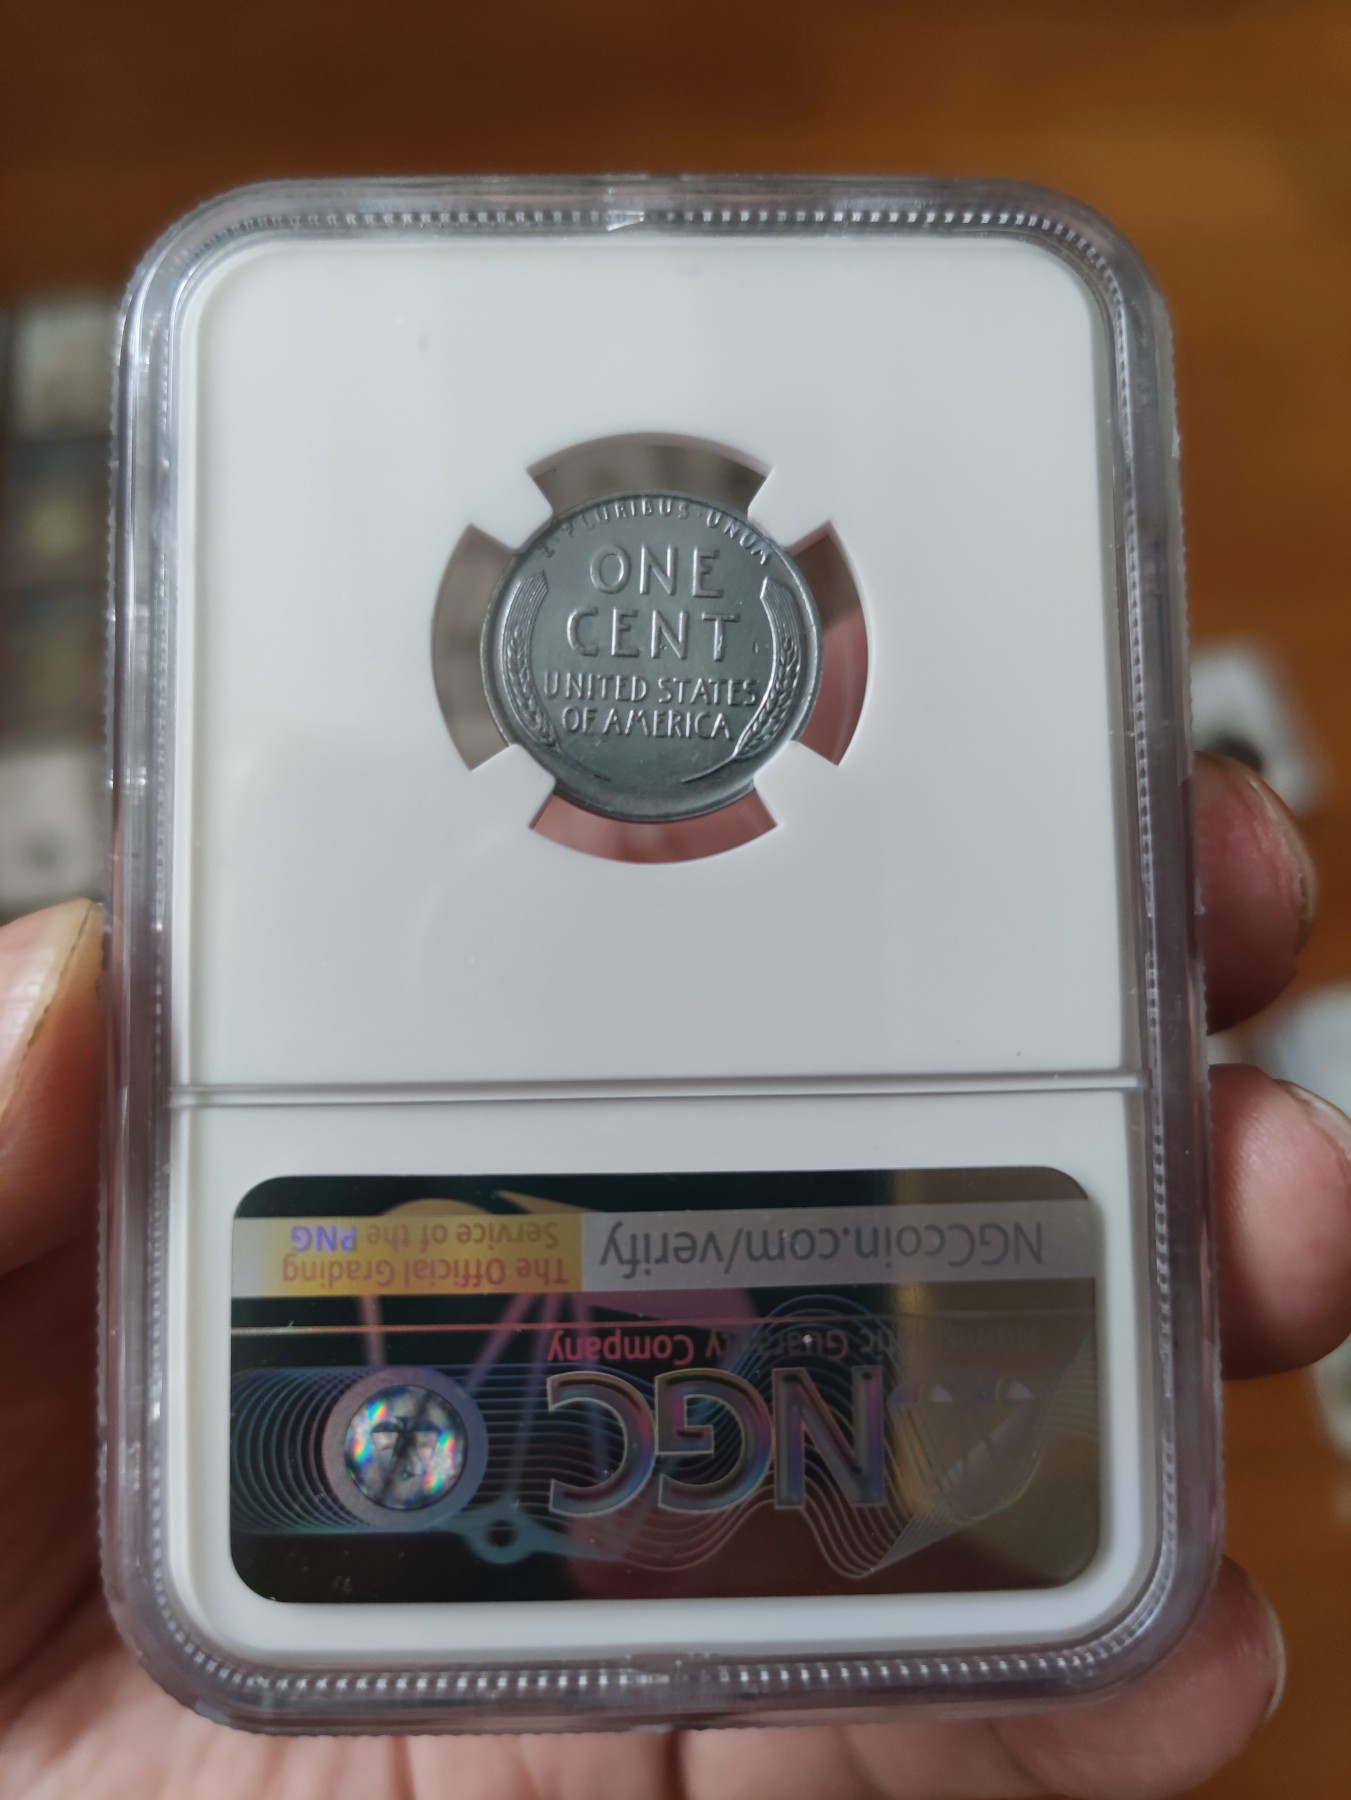 PLURIBUS · UNUM
ONE
CENT
UNITED STATES
OF AMERICA
NGC
Company
NGCcoin.com/verify
The Official Grading
Service of the PNG